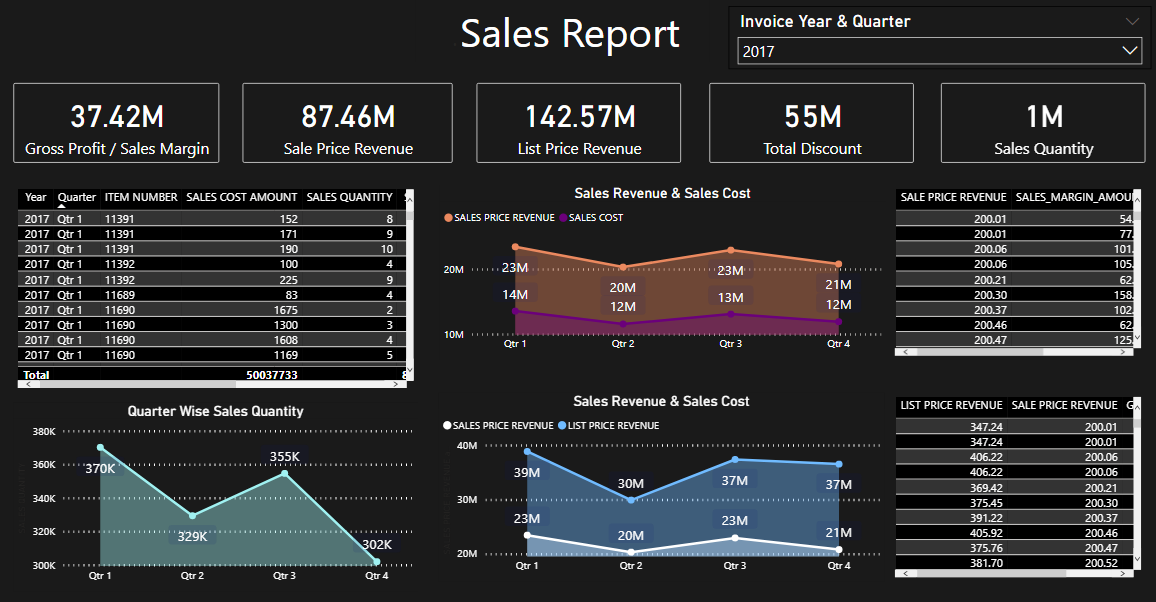 Sales Report
Invoice Year & Quarter
2017
37.42M
Gross Profit / Sales Margin
87.46M
Sale Price Revenue
142.57M
List Price Revenue
55M
Total Discount
1M
Sales Quantity
Year Quarter ITEM NUMBER SALES COST AMOUNT SALES QUANTITY
2017 Qtr 1 11391 152 8
2017 Qtr 1 11391 171 9
2017 Qtr 1 11391 190 10
2017 Qtr 1 11392 100 4
2017 Qtr 1 11392 225 9
2017 Qtr 1 11689 83 4
2017 Qtr 1 11690 1675 2
2017 Qtr 1 11690 1300 3
2017 Qtr 1 11690 1608 4
2017 Qtr 1 11690 1169 5
Total 50037733 8
Sales Revenue & Sales Cost
SALES PRICE REVENUE SALES COST
20M
10M
23M
20M
23M
21M
14M
12M
13M
12M
Qtr 1 Qtr 2 Qtr 3 Qtr 4
SALE PRICE REVENUE SALES_MARGIN_AMOU
200.01 54.
200.01 77.
200.06 101.
200.06 105.
200.21 62.
200.30 158.
200.37 102.
200.46 62.
200.47 125.
Quarter Wise Sales Quantity
380K
360K
340K
320K
300K
370K
329K
355K
302K
Qtr 1 Qtr 2 Qtr 3 Qtr 4
Sales Revenue & Sales Cost
SALES PRICE REVENUE LIST PRICE REVENUE
40M
30M
20M
39M
30M
37M
37M
23M
20M
23M
21M
Qtr 1 Qtr 2 Qtr 3 Qtr 4
LIST PRICE REVENUE SALE PRICE REVENUE G
347.24 200.01
347.24 200.01
406.22 200.06
406.22 200.06
369.42 200.21
375.45 200.30
391.22 200.37
405.92 200.46
375.76 200.47
381.70 200.52